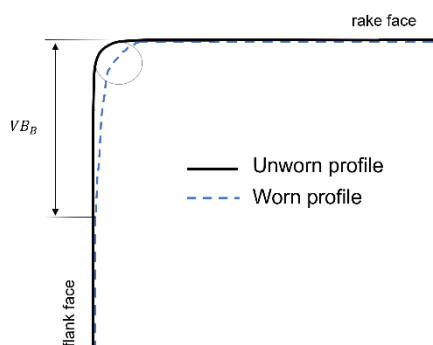 rake face
VB_B
Unworn profile
Worn profile
flank face